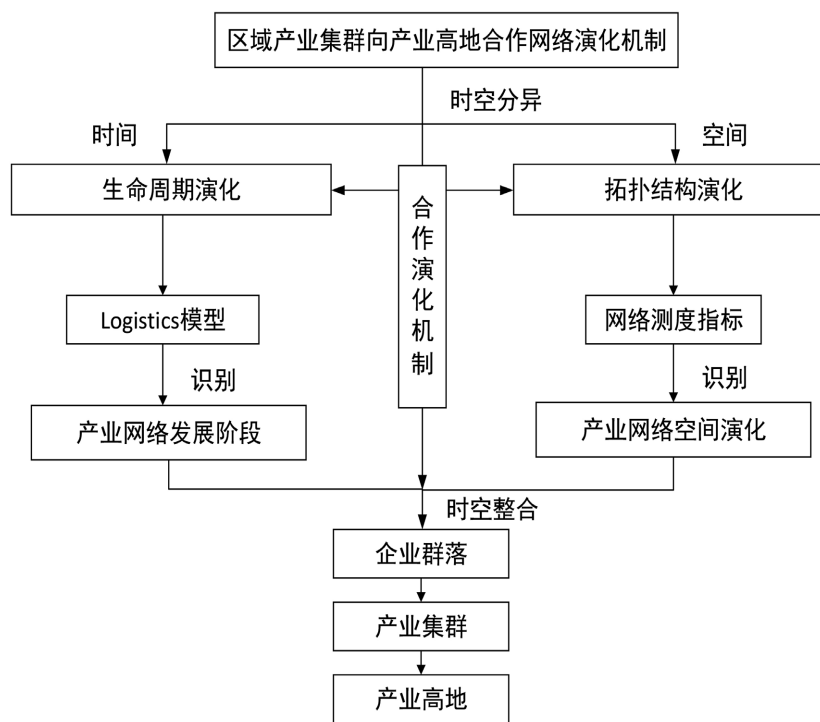 区域产业集群向产业高地合作网络演化机制
时空分异
时间
空间
生命周期演化
合作演化机制
拓扑结构演化
Logistics模型
网络测度指标
识别
识别
产业网络发展阶段
产业网络空间演化
时空整合
企业群落
产业集群
产业高地